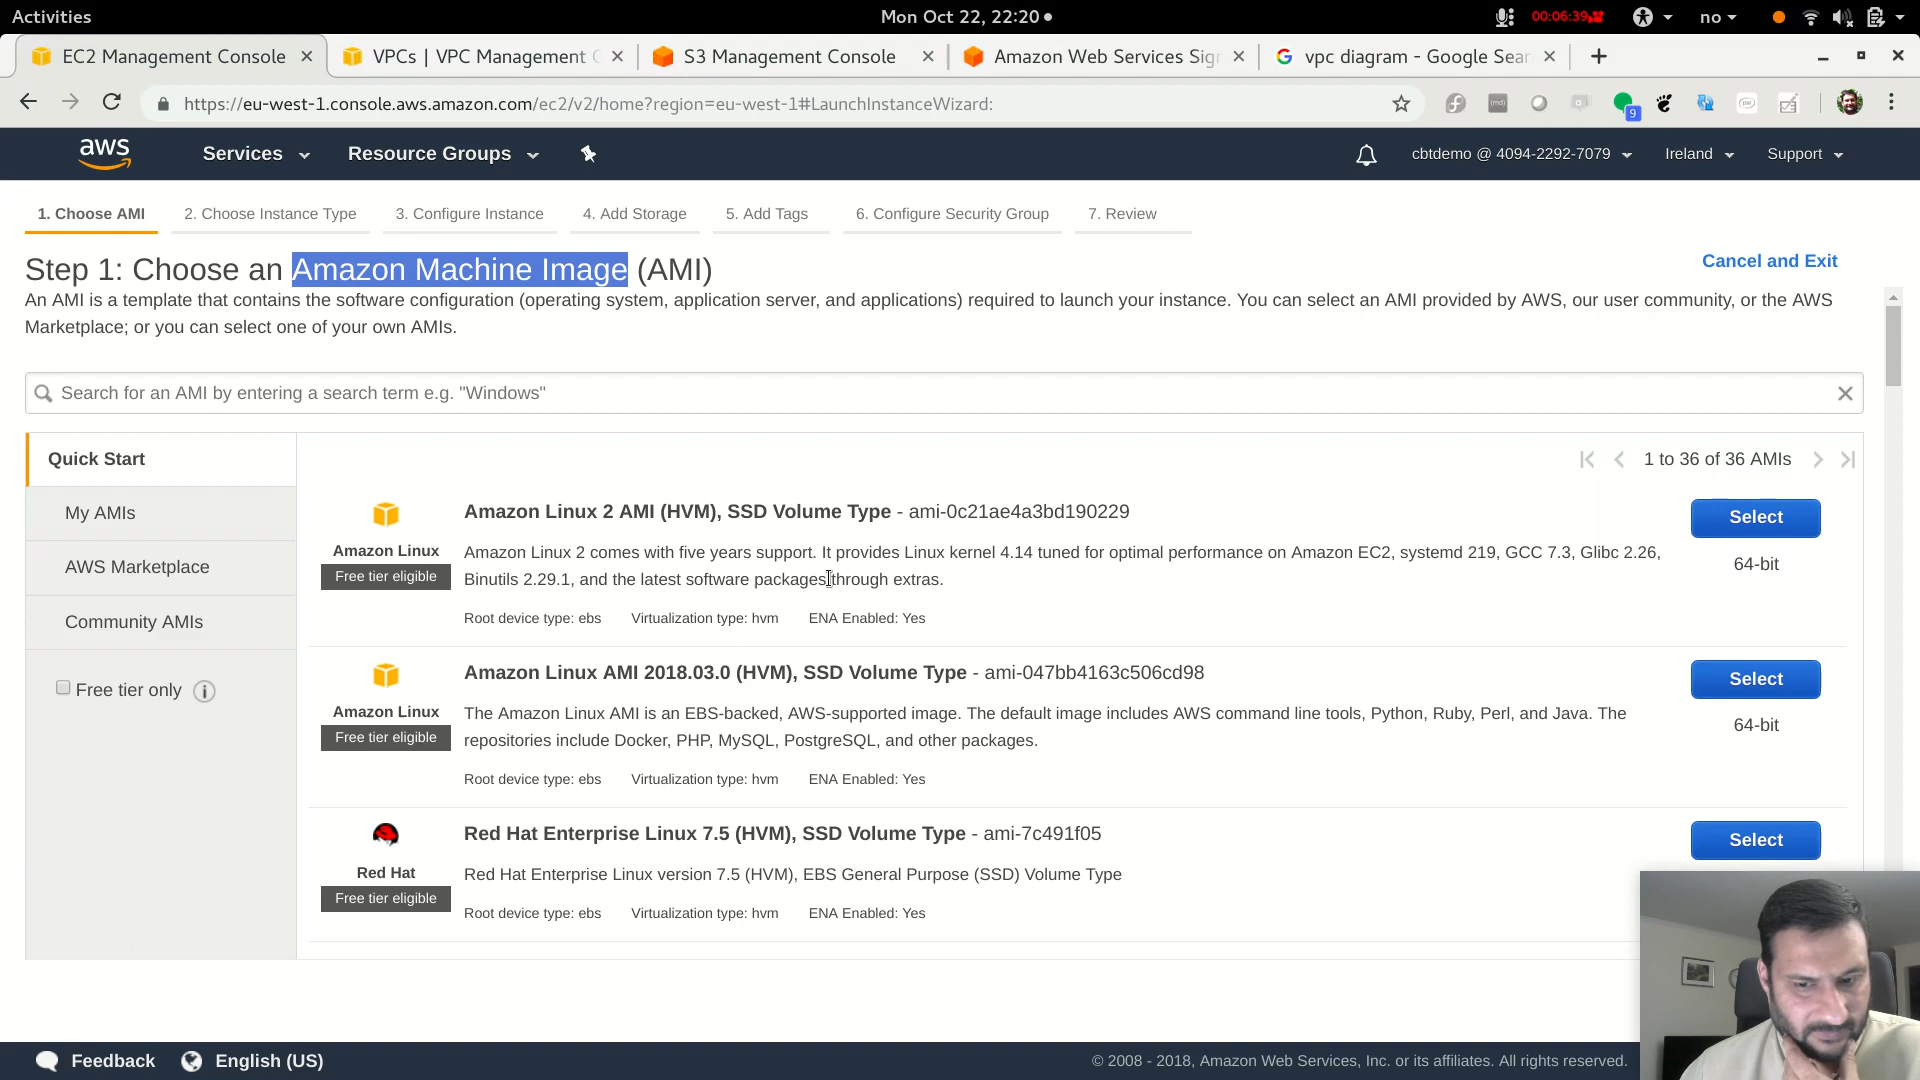 Activities
Mon Oct 22, 22:20
00:06:39
no
EC2 Management Console
VPCs | VPC Management
S3 Management Console
Amazon Web Services Sig
vpc diagram - Google Sear
https://eu-west-1.console.aws.amazon.com/ec2/v2/home?region=eu-west-1#LaunchInstanceWizard:
9
aws
Services
Resource Groups
cbtdemo @ 4094-2292-7079
Ireland
Support
1. Choose AMI
2. Choose Instance Type
3. Configure Instance
4. Add Storage
5. Add Tags
6. Configure Security Group
7. Review
Step 1: Choose an Amazon Machine Image (AMI)
Cancel and Exit
An AMI is a template that contains the software configuration (operating system, application server, and applications) required to launch your instance. You can select an AMI provided by AWS, our user community, or the AWS
Marketplace; or you can select one of your own AMIs.
Search for an AMI by entering a search term e.g. "Windows"
Quick Start
My AMIs
AWS Marketplace
Community AMIs
Free tier only
1 to 36 of 36 AMIs
Amazon Linux
Free tier eligible
Amazon Linux 2 AMI (HVM), SSD Volume Type - ami-0c21ae4a3bd190229
Amazon Linux 2 comes with five years support. It provides Linux kernel 4.14 tuned for optimal performance on Amazon EC2, systemd 219, GCC 7.3, Glibc 2.26,
Binutils 2.29.1, and the latest software packages through extras.
Root device type: ebs
Virtualization type: hvm
ENA Enabled: Yes
Select
64-bit
Amazon Linux
Free tier eligible
Amazon Linux AMI 2018.03.0 (HVM), SSD Volume Type - ami-047bb4163c506cd98
The Amazon Linux AMI is an EBS-backed, AWS-supported image. The default image includes AWS command line tools, Python, Ruby, Perl, and Java. The
repositories include Docker, PHP, MySQL, PostgreSQL, and other packages.
Root device type: ebs
Virtualization type: hvm
ENA Enabled: Yes
Select
64-bit
Red Hat
Free tier eligible
Red Hat Enterprise Linux 7.5 (HVM), SSD Volume Type - ami-7c491f05
Red Hat Enterprise Linux version 7.5 (HVM), EBS General Purpose (SSD) Volume Type
Root device type: ebs
Virtualization type: hvm
ENA Enabled: Yes
Select
Feedback
English (US)
© 2008 - 2018, Amazon Web Services, Inc. or its affiliates. All rights reserved.